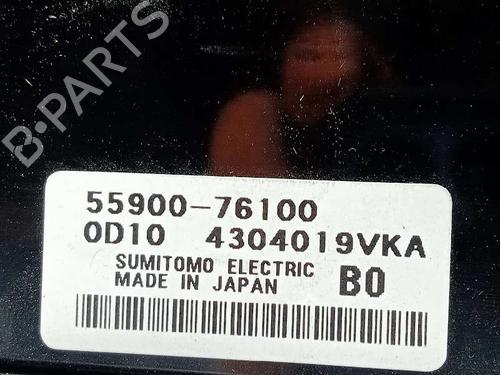 B-PARTS
55900-76100
0D10 4304019VKA
SUMITOMO ELECTRIC
MADE IN JAPAN B0